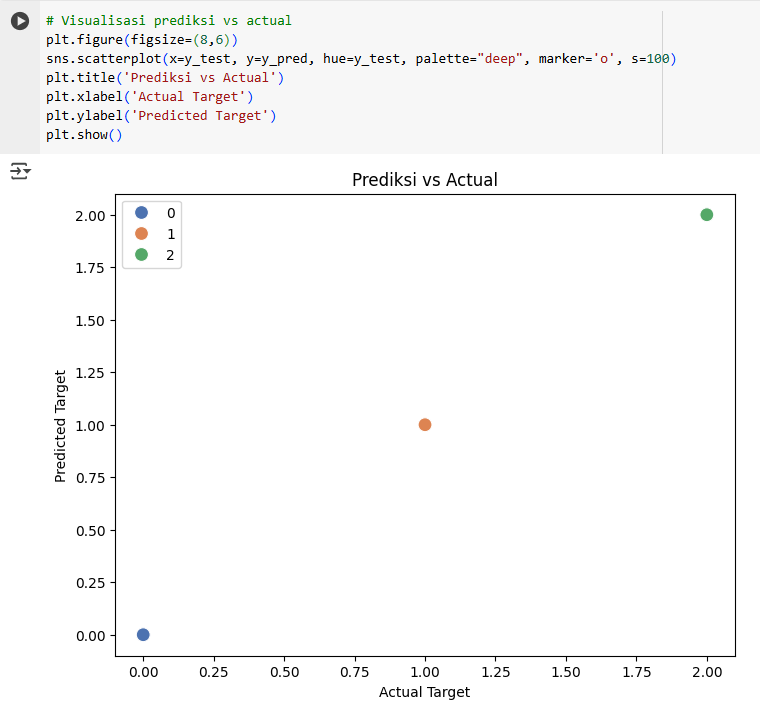 # Visualisasi prediksi vs actual
plt.figure(figsize=(8,6))
sns.scatterplot(x=y_test, y=y_pred, hue=y_test, palette="deep", marker='o', s=100)
plt.title('Prediksi vs Actual')
plt.xlabel('Actual Target')
plt.ylabel('Predicted Target')
plt.show()
Prediksi vs Actual
0
1
2
2.00
1.75
1.50
1.25
1.00
0.75
0.50
0.25
0.00
Predicted Target
0.00 0.25 0.50 0.75 1.00 1.25 1.50 1.75 2.00
Actual Target